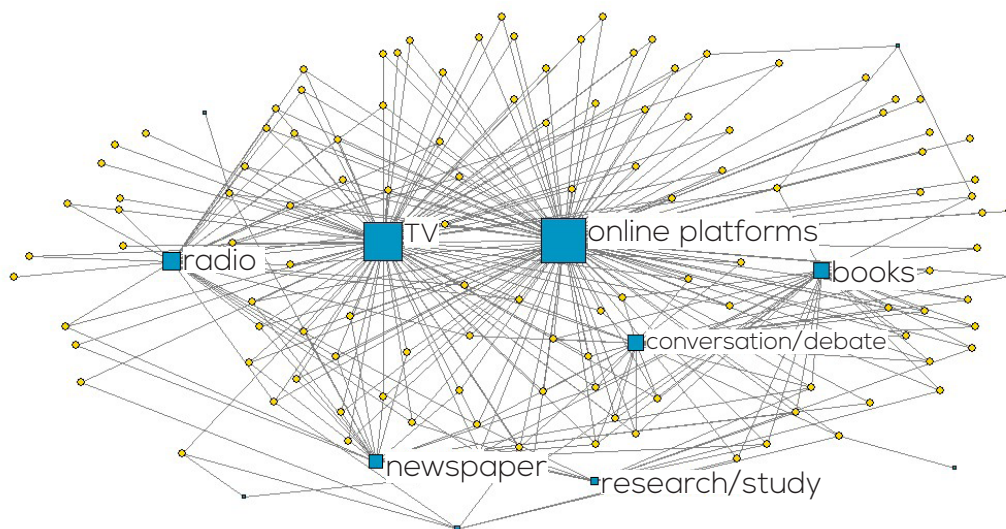 TV
online platforms
radio
books
conversation/debate
newspaper
research/study